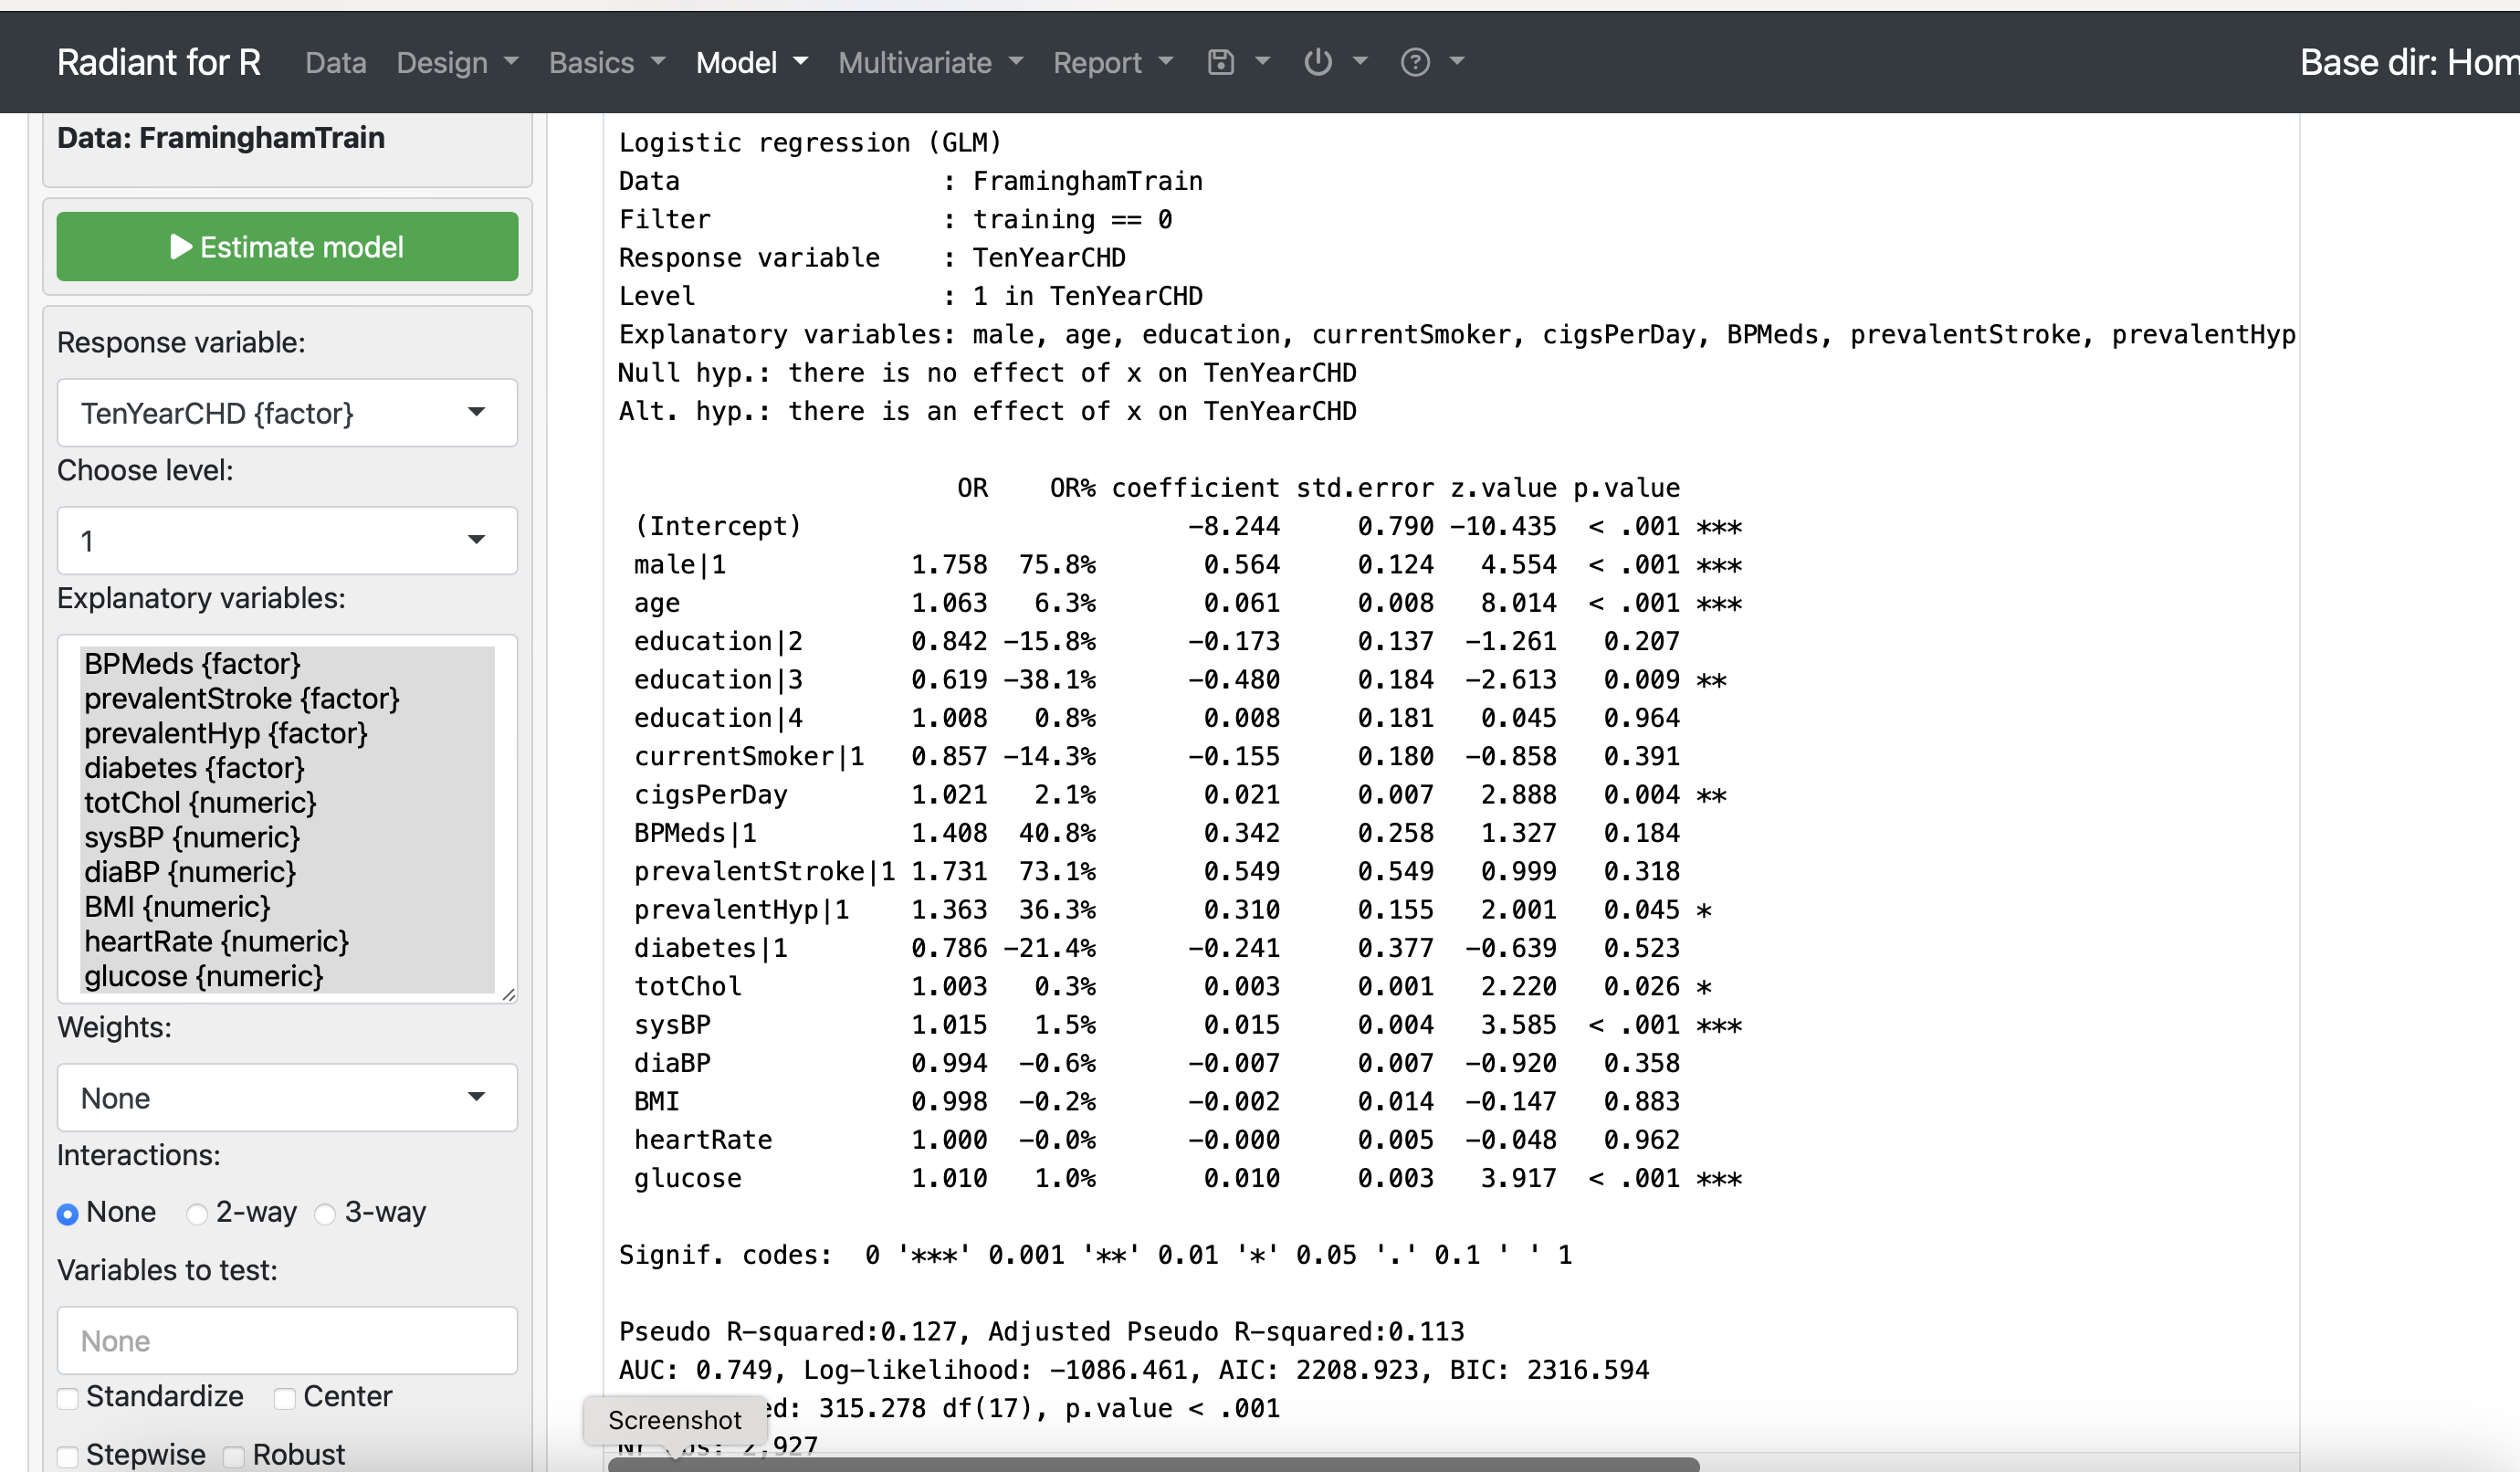 Radiant for R Data Design Basics Model Multivariate Report Base dir: Hom
Data: FraminghamTrain
Estimate model
Response variable:
TenYearCHD {factor}
Choose level:
1
Explanatory variables:
BPMeds {factor}
prevalentStroke {factor}
prevalentHyp {factor}
diabetes {factor}
totChol {numeric}
sysBP {numeric}
diaBP {numeric}
BMI {numeric}
heartRate {numeric}
glucose {numeric}
Weights:
None
Interactions:
None 2-way 3-way
Variables to test:
None
Standardize Center
Stepwise Robust
Logistic regression (GLM)
Data : FraminghamTrain
Filter : training == 0
Response variable : TenYearCHD
Level : 1 in TenYearCHD
Explanatory variables: male, age, education, currentSmoker, cigsPerDay, BPMeds, prevalentStroke, prevalentHyp
Null hyp.: there is no effect of x on TenYearCHD
Alt. hyp.: there is an effect of x on TenYearCHD
OR OR% coefficient std.error z.value p.value
(Intercept) -8.244 0.790 -10.435 < .001 ***
male|1 1.758 75.8% 0.564 0.124 4.554 < .001 ***
age 1.063 6.3% 0.061 0.008 8.014 < .001 ***
education|2 0.842 -15.8% -0.173 0.137 -1.261 0.207
education|3 0.619 -38.1% -0.480 0.184 -2.613 0.009 **
education|4 1.008 0.8% 0.008 0.181 0.045 0.964
currentSmoker|1 0.857 -14.3% -0.155 0.180 -0.858 0.391
cigsPerDay 1.021 2.1% 0.021 0.007 2.888 0.004 **
BPMeds|1 1.408 40.8% 0.342 0.258 1.327 0.184
prevalentStroke|1 1.731 73.1% 0.549 0.549 0.999 0.318
prevalentHyp|1 1.363 36.3% 0.310 0.155 2.001 0.045 *
diabetes|1 0.786 -21.4% -0.241 0.377 -0.639 0.523
totChol 1.003 0.3% 0.003 0.001 2.220 0.026 *
sysBP 1.015 1.5% 0.015 0.004 3.585 < .001 ***
diaBP 0.994 -0.6% -0.007 0.007 -0.920 0.358
BMI 0.998 -0.2% -0.002 0.014 -0.147 0.883
heartRate 1.000 -0.0% -0.000 0.005 -0.048 0.962
glucose 1.010 1.0% 0.010 0.003 3.917 < .001 ***
Signif. codes: 0 '***' 0.001 '**' 0.01 '*' 0.05 '.' 0.1 ' ' 1
Pseudo R-squared:0.127, Adjusted Pseudo R-squared:0.113
AUC: 0.749, Log-likelihood: -1086.461, AIC: 2208.923, BIC: 2316.594
ed: 315.278 df(17), p.value < .001
Screenshot
2,927